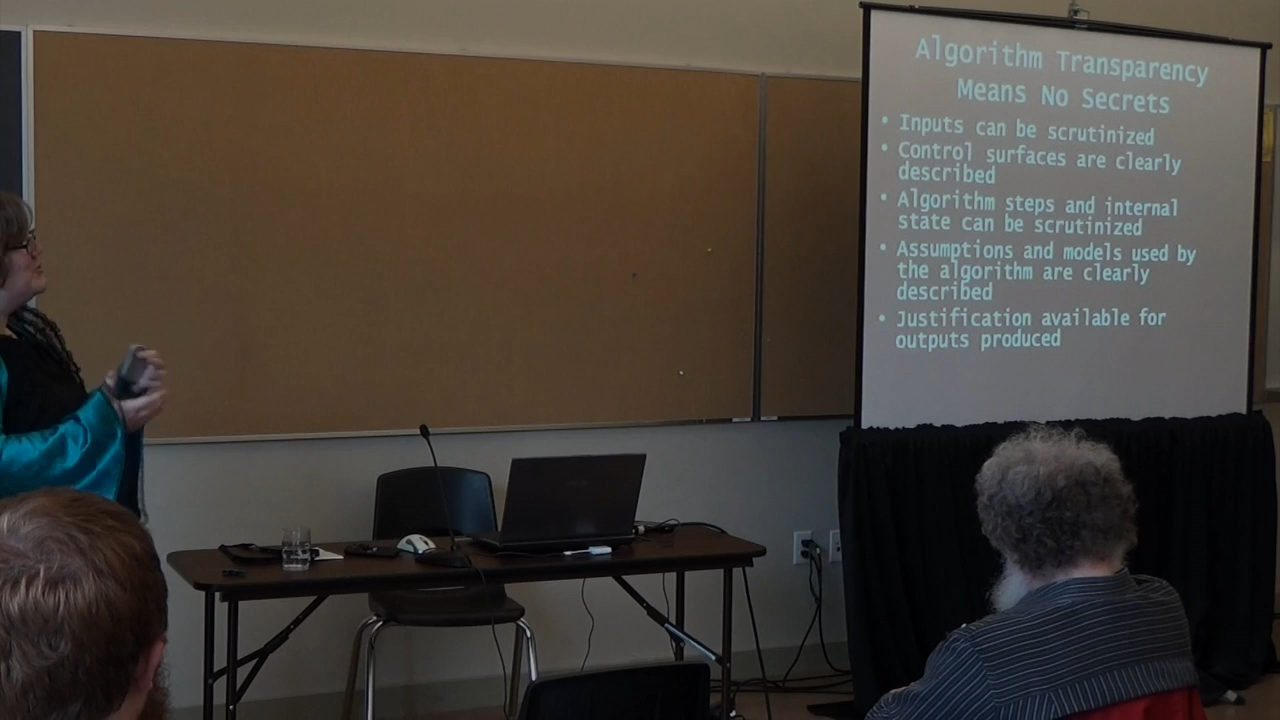 Algorithm Transparency
Means No Secrets
• Inputs can be scrutinized
• Control surfaces are clearly
described
• Algorithm steps and internal
state can be scrutinized
• Assumptions and models used by
the algorithm are clearly
described
• Justification available for
outputs produced